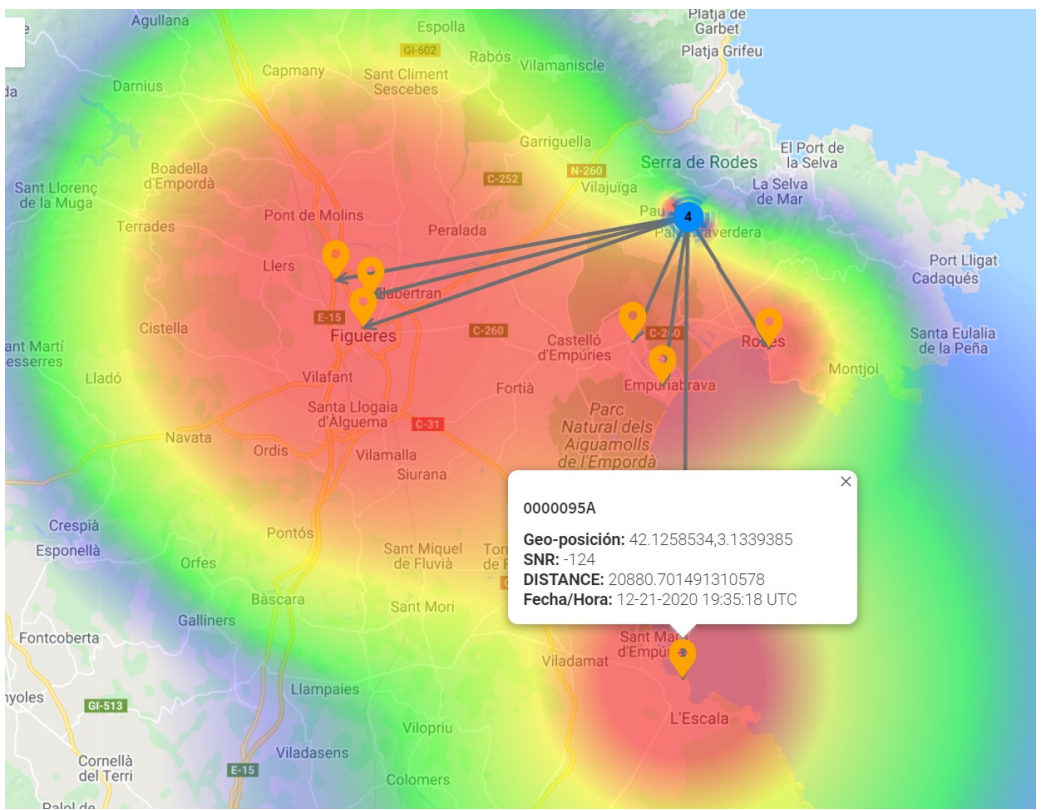 Agullana
Espolla
Platja de
Garbet
Platja Grifeu
GI-602
Rabós
Vilamaniscle
Capmany
Sant Climent
Sescebes
Darnius
Garriguella
El Port de
la Selva
Serra de Rodes
N-260
Boadella
d'Empordà
C-252
Vilajuïga
La Selva
de Mar
Sant Llorenç
de la Muga
Pont de Molins
Pau
4
Terrades
Peralada
Llers
Port Lligat
Cadaqués
E-15
Cistella
Figueres
C-260
Castelló
d'Empúries
C-260
Roses
Santa Eulalia
de la Peña
Montjoi
Lladó
Vilafant
Fortià
Empuriabrava
Santa Llogaia
d'Àlguema
C-31
Parc
Natural dels
Aiguamolls
de l'Empordà
Navata
Ordis
Vilamalla
Siurana
0000095A
Geo-posición: 42.1258534,3.1339385
SNR: -124
DISTANCE: 20880.701491310578
Fecha/Hora: 12-21-2020 19:35:18 UTC
Crespià
Esponellà
Pontós
Orfes
Sant Miquel
de Fluvià
Bàscara
Sant Mori
Galliners
Fontcoberta
Viladamat
Llampaies
L'Escala
GI-513
Vilopriu
Viladasens
Cornellà
del Terri
E-15
Colomers